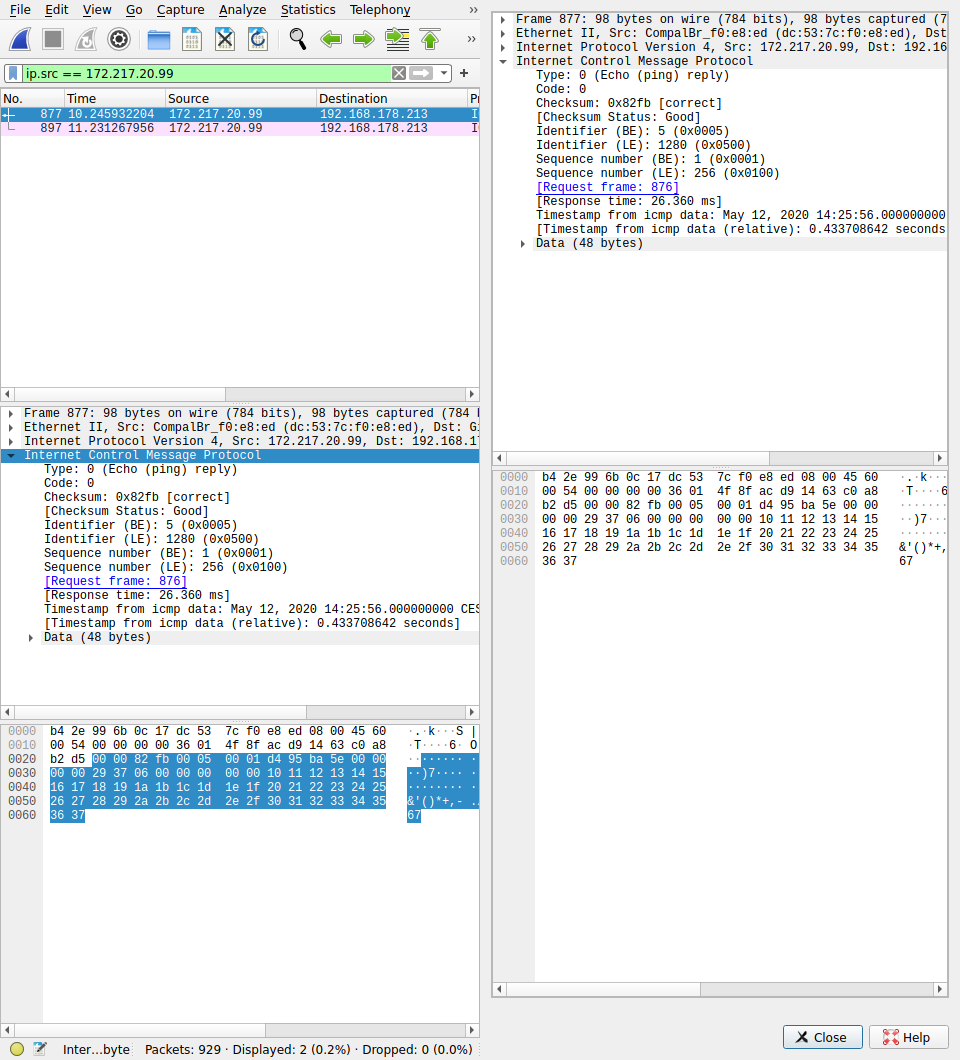 File Edit View Go Capture Analyze Statistics Telephony »
»
ip.src == 172.217.20.99
No. Time Source Destination
877 10.245932204 172.217.20.99 192.168.178.213
897 11.231267956 172.217.20.99 192.168.178.213
Frame 877: 98 bytes on wire (784 bits), 98 bytes captured (784
Ethernet II, Src: CompalBr_f0:e8:ed (dc:53:7c:f0:e8:ed), Dst:
Internet Protocol Version 4, Src: 172.217.20.99, Dst: 192.168.1
Internet Control Message Protocol
Type: 0 (Echo (ping) reply)
Code: 0
Checksum: 0x82fb [correct]
[Checksum Status: Good]
Identifier (BE): 5 (0x0005)
Identifier (LE): 1280 (0x0500)
Sequence number (BE): 1 (0x0001)
Sequence number (LE): 256 (0x0100)
[Request frame: 876]
[Response time: 26.360 ms]
Timestamp from icmp data: May 12, 2020 14:25:56.000000000 CES
[Timestamp from icmp data (relative): 0.433708642 seconds]
Data (48 bytes)
0000 b4 2e 99 6b 0c 17 dc 53 7c f0 e8 ed 08 00 45 60 ·.·k···S |
0010 00 54 00 00 00 00 36 01 4f 8f ac d9 14 63 c0 a8 ·T····6· O
0020 b2 d5 00 00 82 fb 00 05 00 01 d4 95 ba 5e 00 00 ········ ·
0030 00 00 29 37 06 00 00 00 00 00 10 11 12 13 14 15 ··)7···· ·
0040 16 17 18 19 1a 1b 1c 1d 1e 1f 20 21 22 23 24 25 ········ ·
0050 26 27 28 29 2a 2b 2c 2d 2e 2f 30 31 32 33 34 35 &'()*+,- .
0060 36 37 67
Inter...byte Packets: 929 · Displayed: 2 (0.2%) · Dropped: 0 (0.0%)
Frame 877: 98 bytes on wire (784 bits), 98 bytes captured (7
Ethernet II, Src: CompalBr_f0:e8:ed (dc:53:7c:f0:e8:ed), Dst
Internet Protocol Version 4, Src: 172.217.20.99, Dst: 192.16
Internet Control Message Protocol
Type: 0 (Echo (ping) reply)
Code: 0
Checksum: 0x82fb [correct]
[Checksum Status: Good]
Identifier (BE): 5 (0x0005)
Identifier (LE): 1280 (0x0500)
Sequence number (BE): 1 (0x0001)
Sequence number (LE): 256 (0x0100)
[Request frame: 876]
[Response time: 26.360 ms]
Timestamp from icmp data: May 12, 2020 14:25:56.000000000
[Timestamp from icmp data (relative): 0.433708642 seconds
Data (48 bytes)
0000 b4 2e 99 6b 0c 17 dc 53 7c f0 e8 ed 08 00 45 60 ·.·k···
0010 00 54 00 00 00 00 36 01 4f 8f ac d9 14 63 c0 a8 ·T····6
0020 b2 d5 00 00 82 fb 00 05 00 01 d4 95 ba 5e 00 00 ·······
0030 00 00 29 37 06 00 00 00 00 00 10 11 12 13 14 15 ··)7···
0040 16 17 18 19 1a 1b 1c 1d 1e 1f 20 21 22 23 24 25 ·······
0050 26 27 28 29 2a 2b 2c 2d 2e 2f 30 31 32 33 34 35 &'()*+,
0060 36 37 67
Close Help